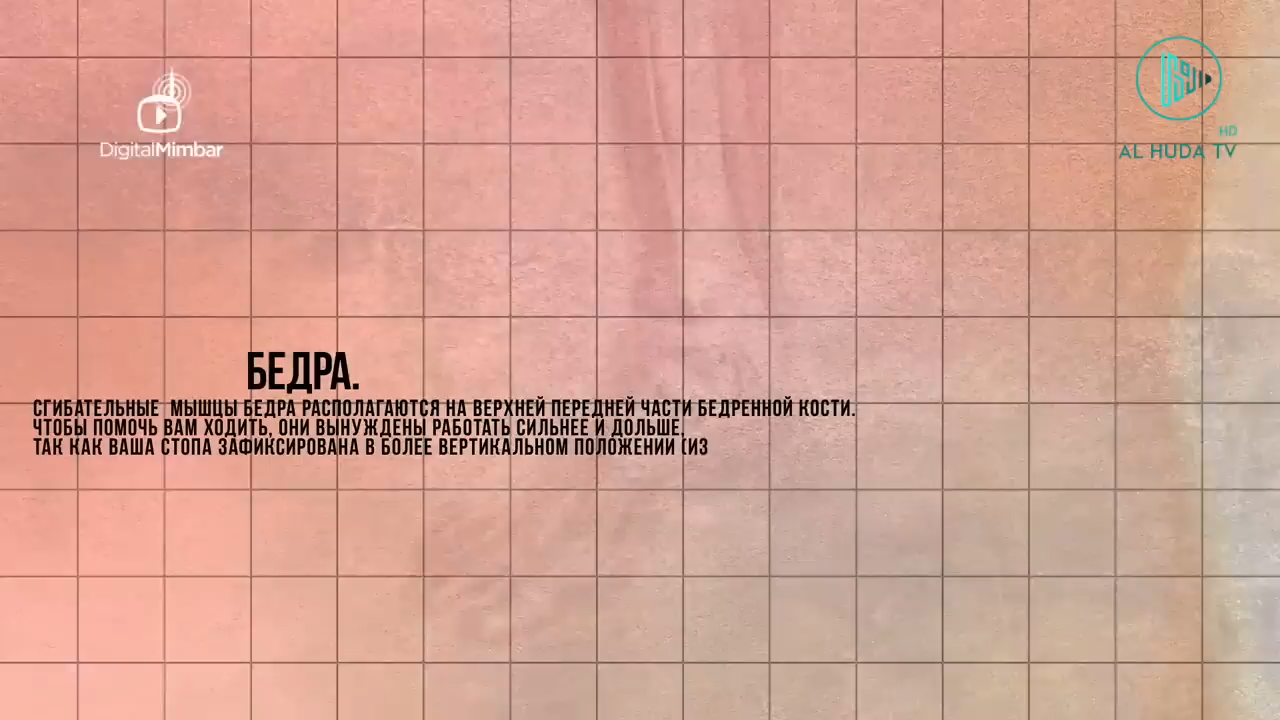 DigitalMimbar
HD
AL HUDA TV
БЕДРА.
СГИБАТЕЛЬНЫЕ МЫШЦЫ БЕДРА РАСПОЛАГАЮТСЯ НА ВЕРХНЕЙ ПЕРЕДНЕЙ ЧАСТИ БЕДРЕННОЙ КОСТИ.
ЧТОБЫ ПОМОЧЬ ВАМ ХОДИТЬ, ОНИ ВЫНУЖДЕНЫ РАБОТАТЬ СИЛЬНЕЕ И ДОЛЬШЕ,
ТАК КАК ВАША СТОПА ЗАФИКСИРОВАНА В БОЛЕЕ ВЕРТИКАЛЬНОМ ПОЛОЖЕНИИ (ИЗ